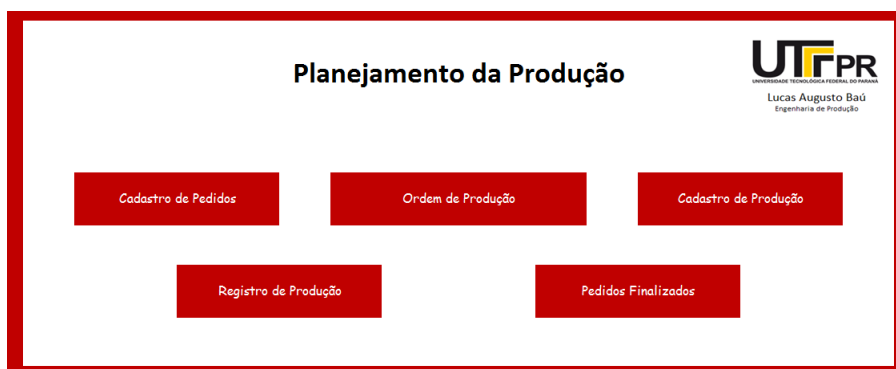 Planejamento da Produção
UTFPR
UNIVERSIDADE TECNOLÓGICA FEDERAL DO PARANÁ
Lucas Augusto Baú
Engenharia de Produção
Cadastro de Pedidos
Ordem de Produção
Cadastro de Produção
Registro de Produção
Pedidos Finalizados